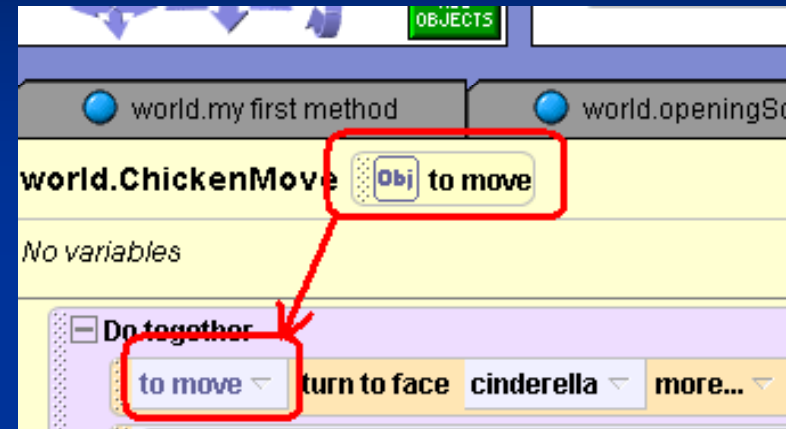 OBJECTS
world.my first method world.openingSc
world.ChickenMove Obj to move
No variables
Do together
to move turn to face cinderella more...